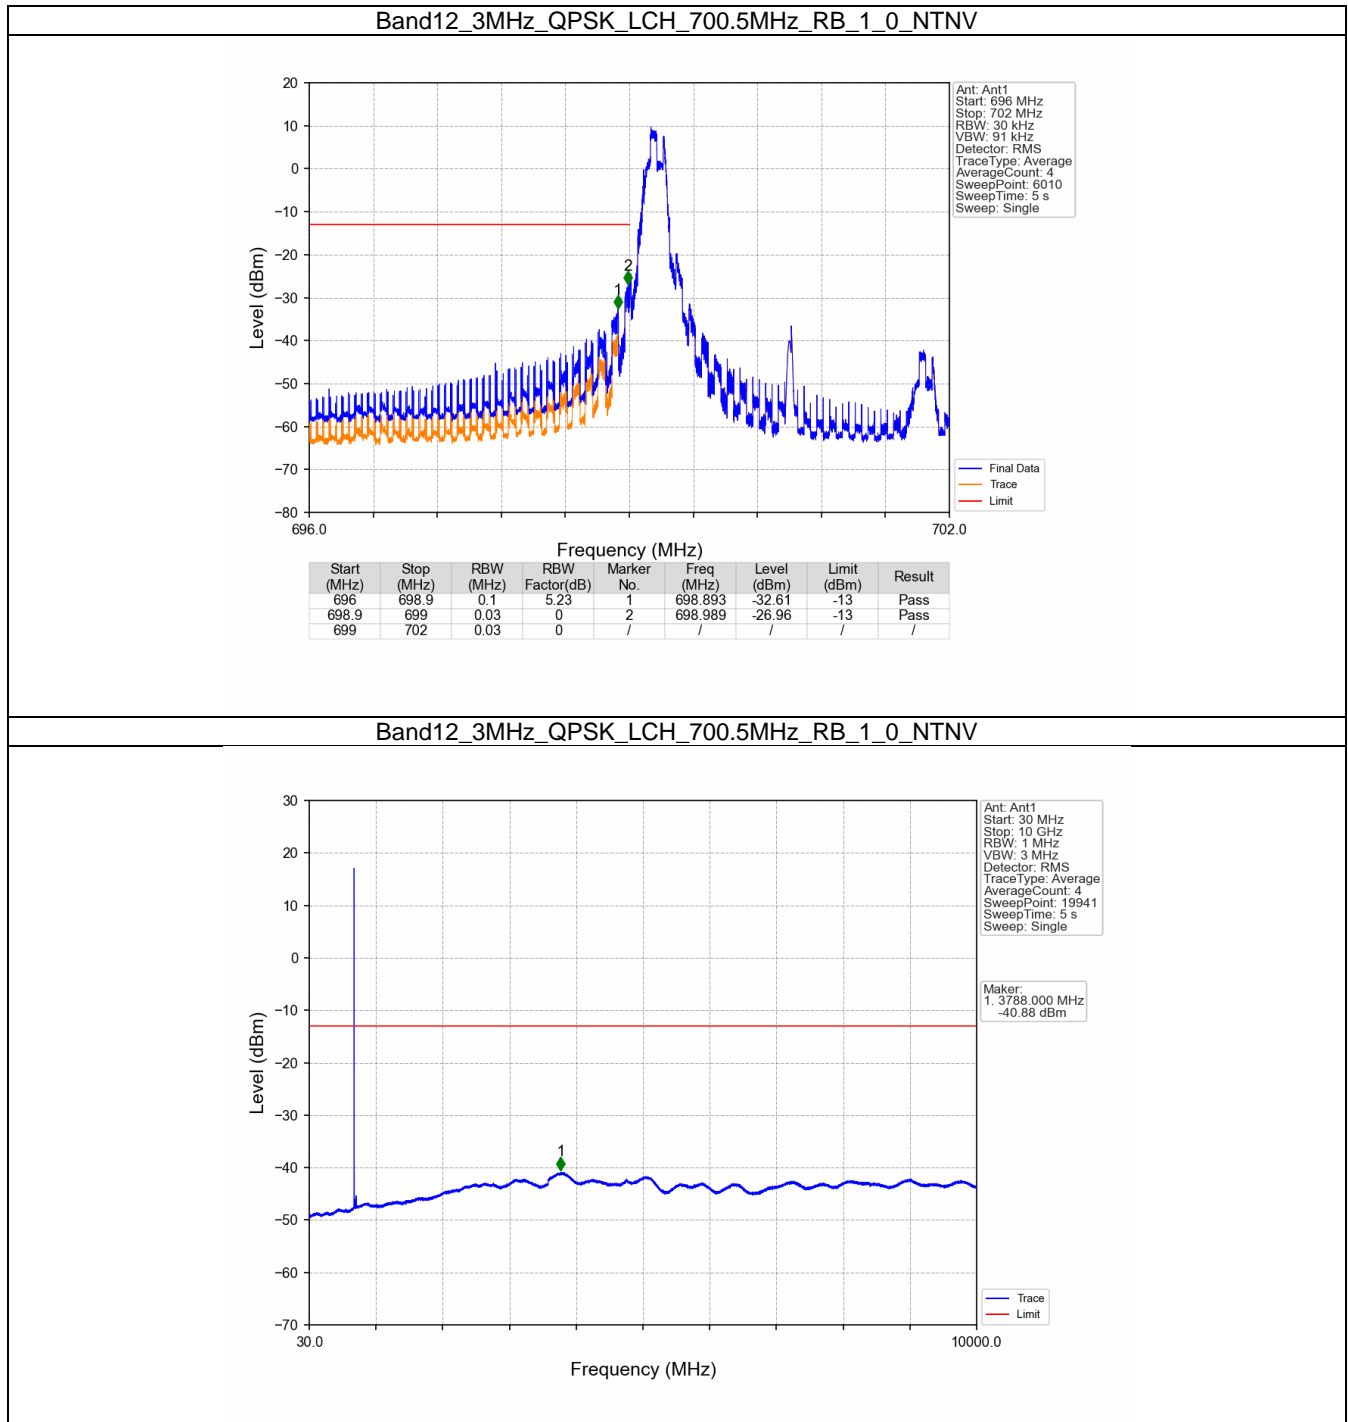 Band12_3MHz_QPSK_LCH_700.5MHz_RB_1_0_NTNV
20
10
0
−10
−20
−30
−40
−50
−60
−70
−80
Level (dBm)
1
2
696.0
702.0
Frequency (MHz)
Ant: Ant1
Start: 696 MHz
Stop: 702 MHz
RBW: 30 kHz
VBW: 91 kHz
Detector: RMS
TraceType: Average
AverageCount: 4
SweepPoint: 6010
SweepTime: 5 s
Sweep: Single
Final Data
Trace
Limit
Start (MHz) Stop (MHz) RBW (MHz) RBW Factor(dB) Marker No. Freq (MHz) Level (dBm) Limit (dBm) Result
696 698.9 0.1 5.23 1 698.893 -32.61 -13 Pass
698.9 699 0.03 0 2 698.989 -26.96 -13 Pass
699 702 0.03 0 / / / / /
Band12_3MHz_QPSK_LCH_700.5MHz_RB_1_0_NTNV
30
20
10
0
−10
−20
−30
−40
−50
−60
−70
Level (dBm)
1
30.0
10000.0
Frequency (MHz)
Ant: Ant1
Start: 30 MHz
Stop: 10 GHz
RBW: 1 MHz
VBW: 3 MHz
Detector: RMS
TraceType: Average
AverageCount: 4
SweepPoint: 19941
SweepTime: 5 s
Sweep: Single
Maker:
1. 3788.000 MHz
-40.88 dBm
Trace
Limit